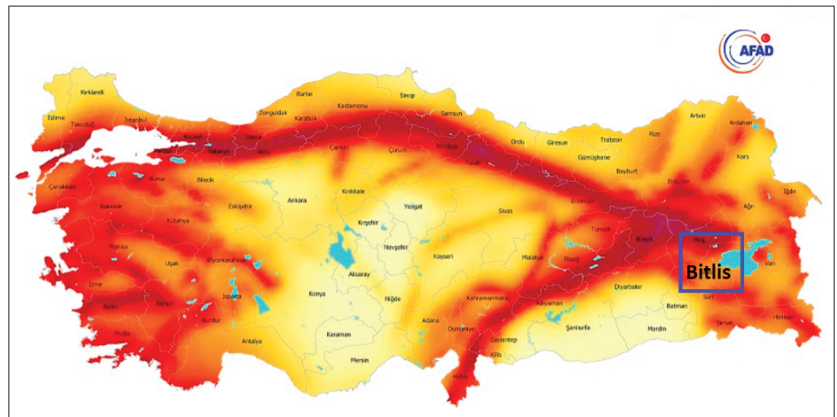 AFAD
Kırklareli
Edirne
Tekirdağ
İstanbul
Zonguldak
Bartın
Karabük
Kastamonu
Sinop
Samsun
Ordu
Giresun
Trabzon
Rize
Artvin
Ardahan
Kars
Iğdır
Ağrı
Gümüşhane
Bayburt
Erzurum
Erzincan
Tunceli
Bingöl
Muş
Bitlis
Van
Hakkari
Siirt
Şırnak
Batman
Mardin
Diyarbakır
Şanlıurfa
Adıyaman
Elazığ
Malatya
Sivas
Tokat
Amasya
Çorum
Çankırı
Kırıkkale
Yozgat
Kırşehir
Nevşehir
Kayseri
Kahramanmaraş
Gaziantep
Kilis
Osmaniye
Hatay
Adana
Niğde
Aksaray
Ankara
Konya
Karaman
Mersin
Antalya
Isparta
Burdur
Afyonkarahisar
Eskişehir
Bilecik
Bursa
Kütahya
Uşak
Denizli
Muğla
Aydın
İzmir
Manisa
Balıkesir
Çanakkale
Sakarya
Kocaeli
Düzce
Bolu